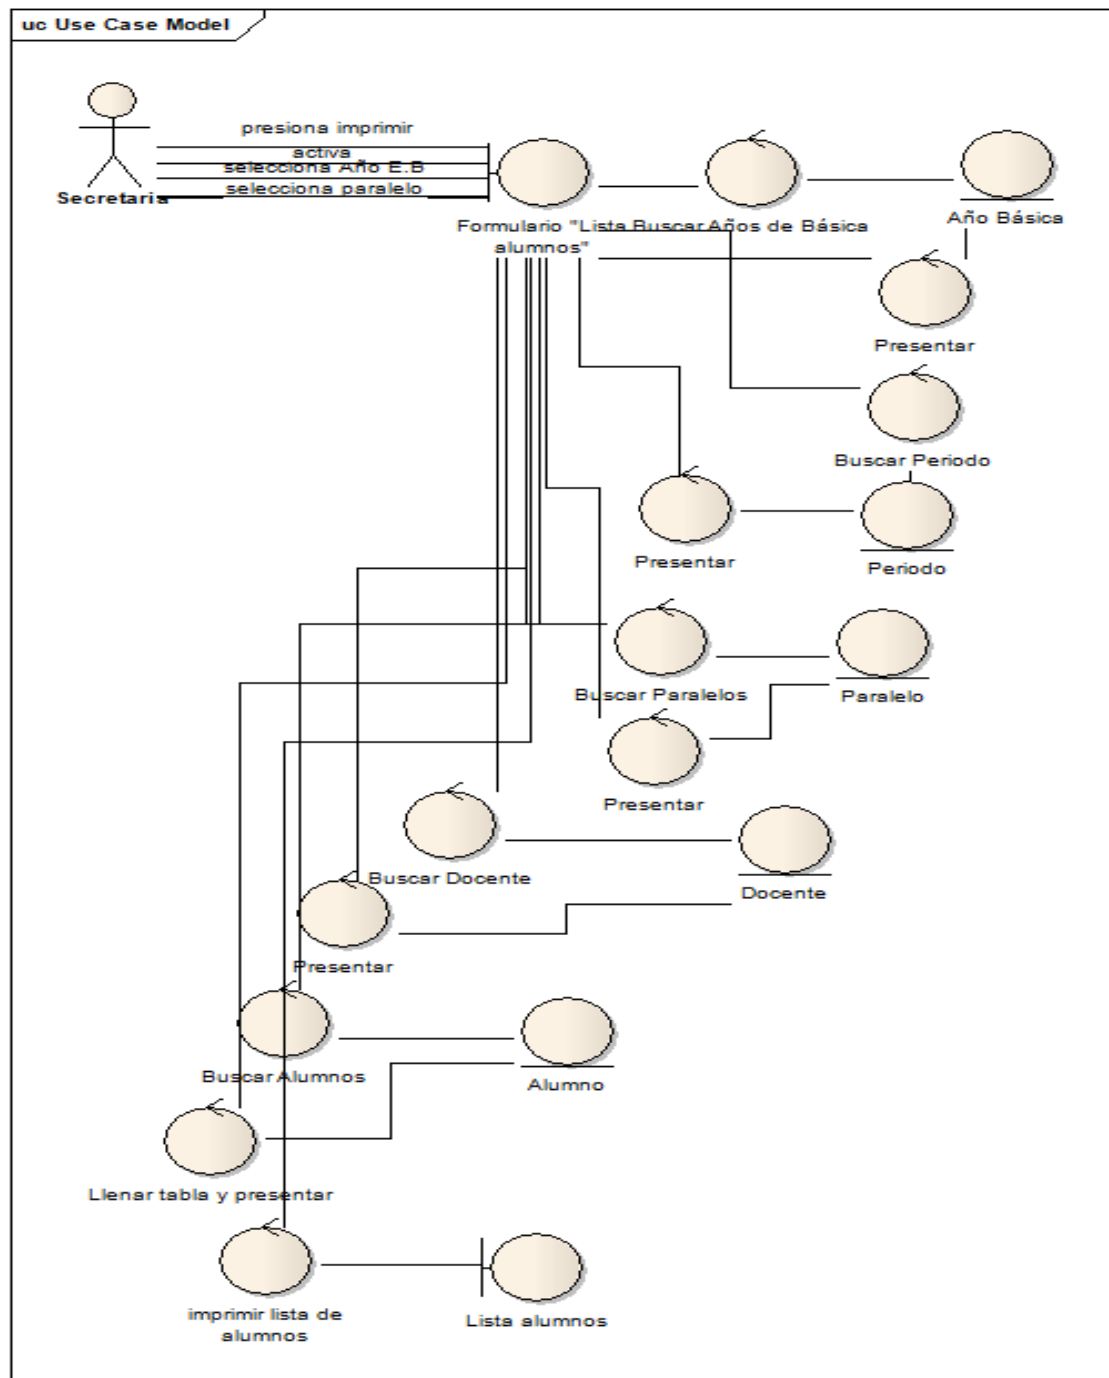 uc Use Case Model
presiona imprimir
activa
selecciona Año E.B
selecciona paralelo
Secretaria
Formulario "Lista
alumnos"
Buscar Años de Básica
Año Básica
Presentar
Buscar Periodo
Presentar
Periodo
Buscar Paralelos
Paralelo
Presentar
Buscar Docente
Docente
Presentar
Buscar Alumnos
Alumno
Llenar tabla y presentar
imprimir lista de
alumnos
Lista alumnos